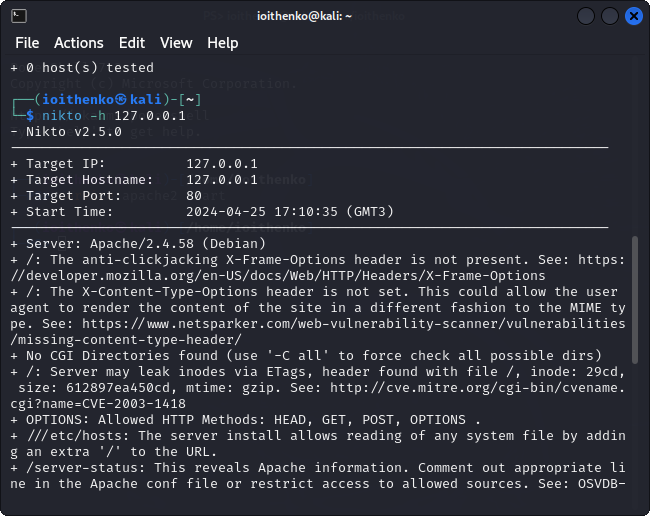 ioithenko@kali: ~
File Actions Edit View Help
+ 0 host(s) tested
┌──(ioithenko㉿kali)-[~]
└─$ nikto -h 127.0.0.1
- Nikto v2.5.0
---------------------------------------------------------------------------
+ Target IP:          127.0.0.1
+ Target Hostname:    127.0.0.1
+ Target Port:        80
+ Start Time:         2024-04-25 17:10:35 (GMT3)
---------------------------------------------------------------------------
+ Server: Apache/2.4.58 (Debian)
+ /: The anti-clickjacking X-Frame-Options header is not present. See: https:
//developer.mozilla.org/en-US/docs/Web/HTTP/Headers/X-Frame-Options
+ /: The X-Content-Type-Options header is not set. This could allow the user
agent to render the content of the site in a different fashion to the MIME ty
pe. See: https://www.netsparker.com/web-vulnerability-scanner/vulnerabilities
/missing-content-type-header/
+ No CGI Directories found (use '-C all' to force check all possible dirs)
+ /: Server may leak inodes via ETags, header found with file /, inode: 29cd,
 size: 612897ea450cd, mtime: gzip. See: http://cve.mitre.org/cgi-bin/cvename.
cgi?name=CVE-2003-1418
+ OPTIONS: Allowed HTTP Methods: HEAD, GET, POST, OPTIONS .
+ ///etc/hosts: The server install allows reading of any system file by addin
g an extra '/' to the URL.
+ /server-status: This reveals Apache information. Comment out appropriate li
ne in the Apache conf file or restrict access to allowed sources. See: OSVDB-